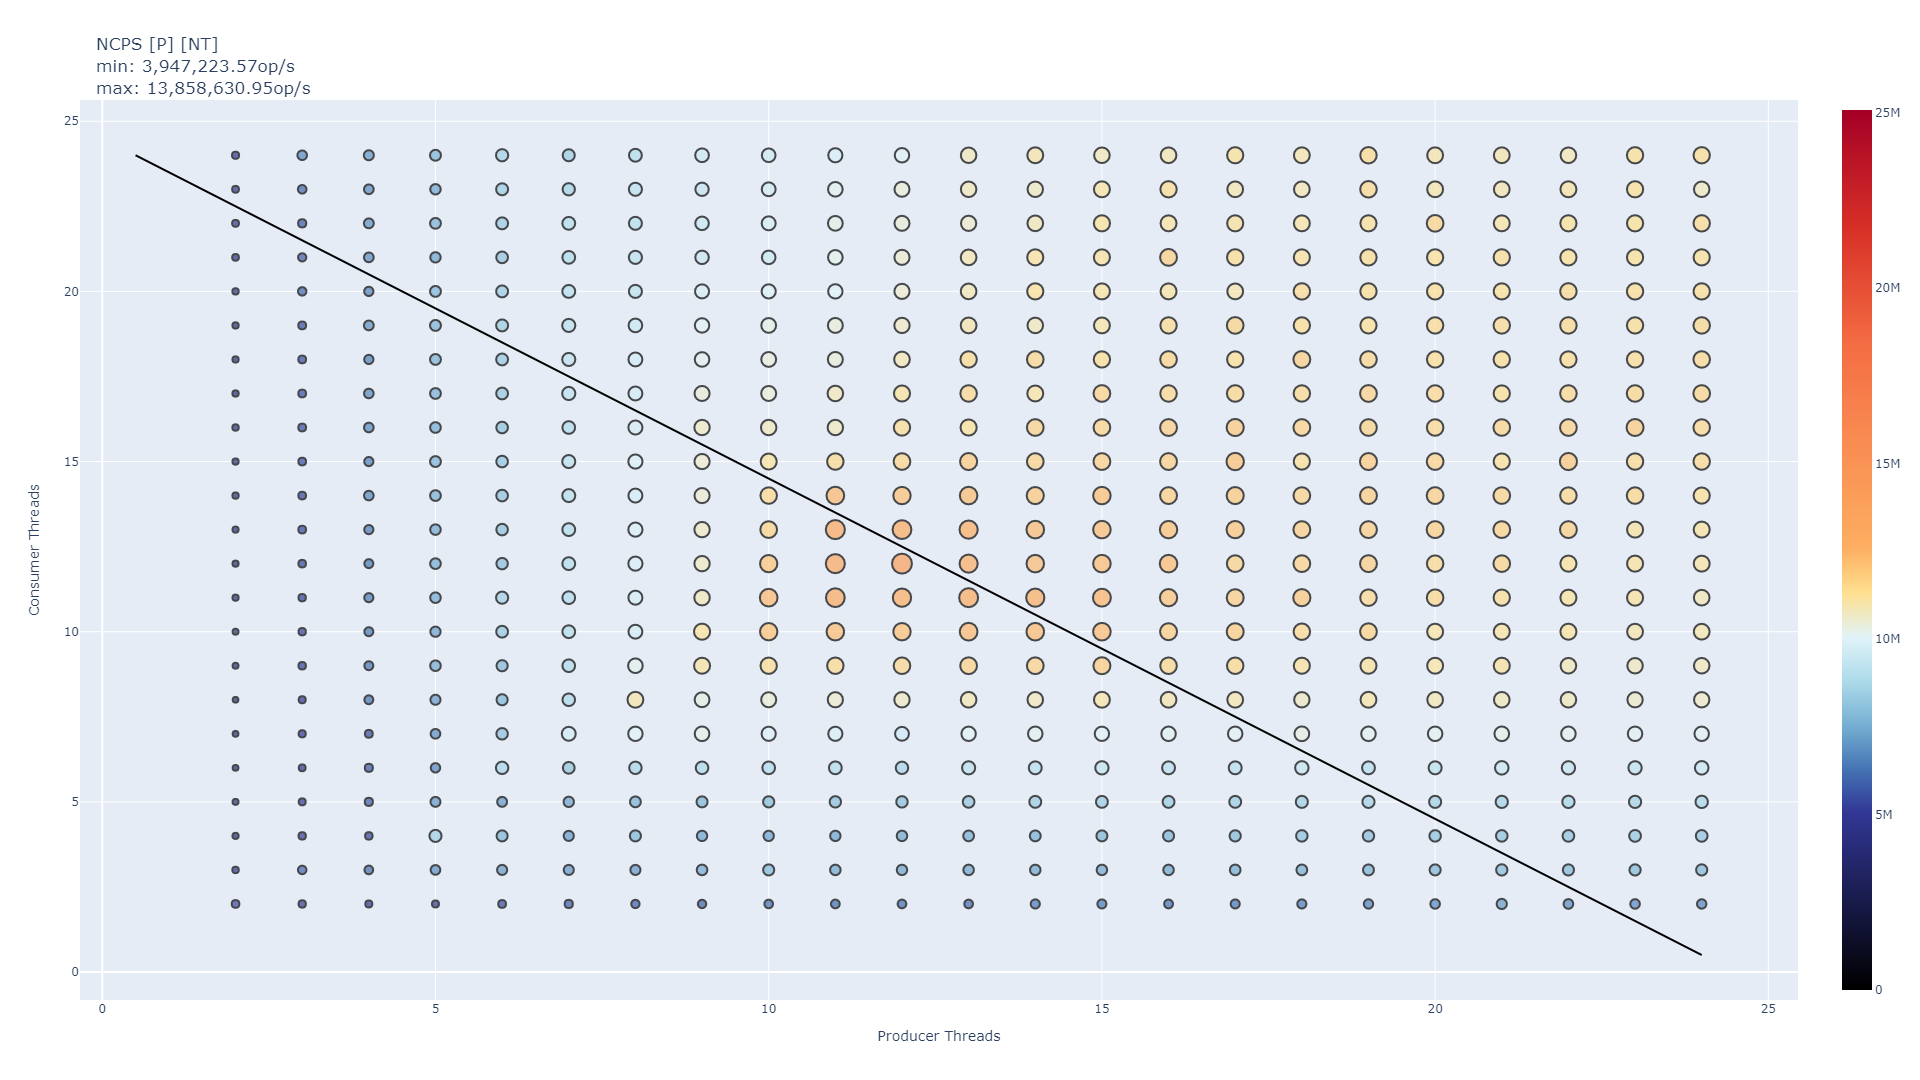 NCPS [P] [NT]
min: 3,947,223.57op/s
max: 13,858,630.95op/s
25
20
15
10
5
0
Consumer Threads
0 5 10 15 20 25
Producer Threads
25M
20M
15M
10M
5M
0